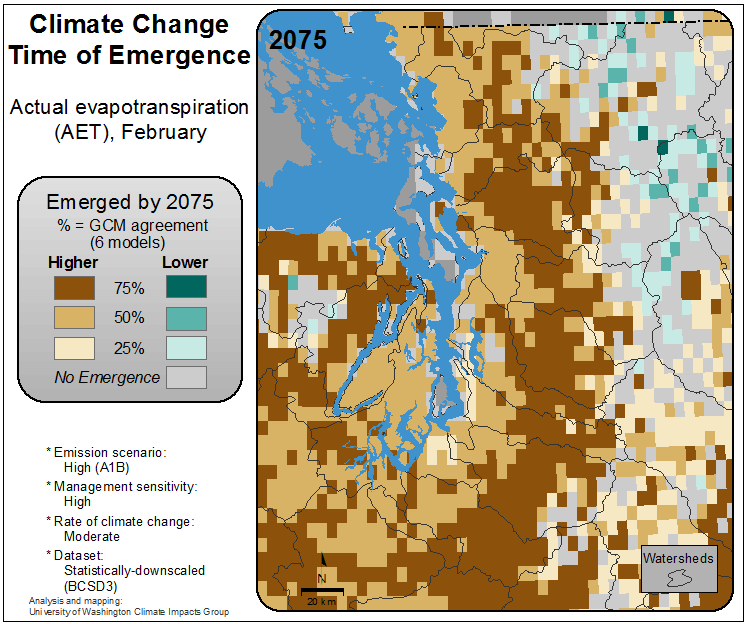 Climate Change
Time of Emergence
Actual evapotranspiration
(AET), February
Emerged by 2075
% = GCM agreement
(6 models)
Higher Lower
75%
50%
25%
No Emergence
* Emission scenario:
High (A1B)
* Management sensitivity:
High
* Rate of climate change:
Moderate
* Dataset:
Statistically-downscaled
(BCSD3)
Analysis and mapping:
University of Washington Climate Impacts Group
2075
N
20 km
Watersheds